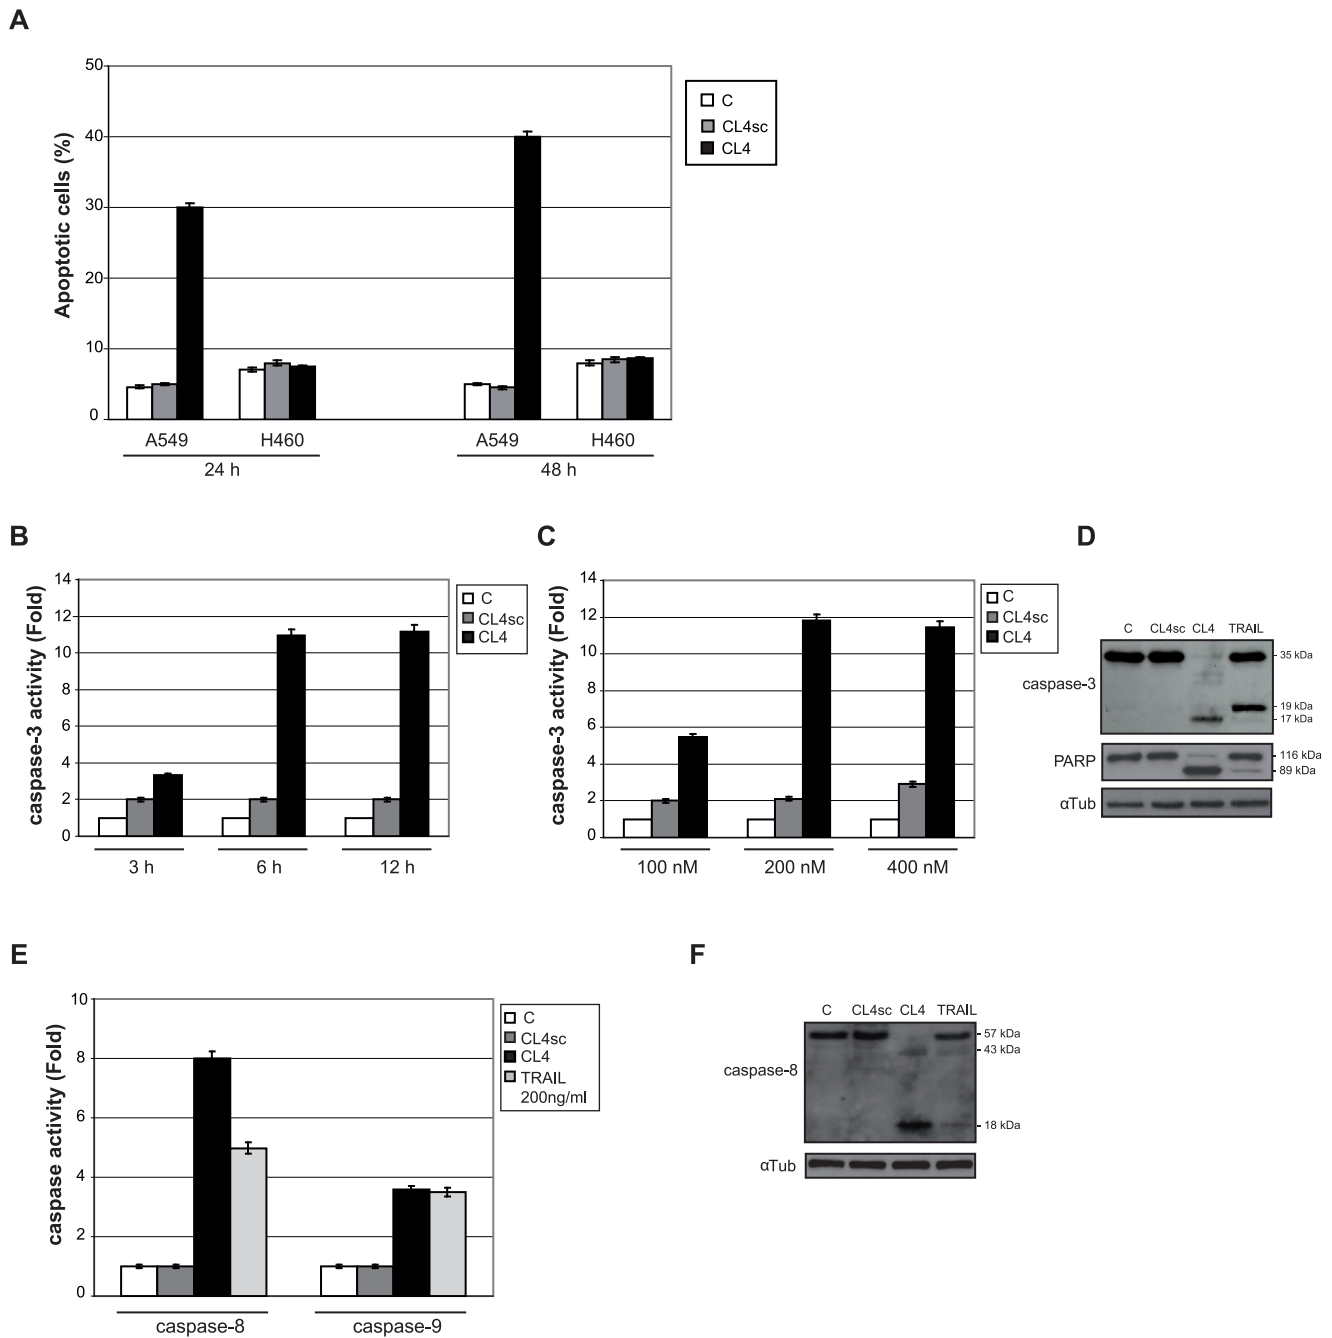 A
Apoptotic cells (%)
50
40
30
20
10
0
C
CL4sc
CL4
A549
H460
A549
H460
24 h
48 h
B
caspase-3 activity (Fold)
14
12
10
8
6
4
2
0
C
CL4sc
CL4
3 h
6 h
12 h
C
caspase-3 activity (Fold)
14
12
10
8
6
4
2
0
C
CL4sc
CL4
100 nM
200 nM
400 nM
D
C CL4sc CL4 TRAIL
caspase-3
35 kDa
19 kDa
17 kDa
PARP
116 kDa
89 kDa
αTub
E
caspase activity (Fold)
10
8
6
4
2
0
C
CL4sc
CL4
TRAIL
200ng/ml
caspase-8
caspase-9
F
C CL4sc CL4 TRAIL
caspase-8
57 kDa
43 kDa
18 kDa
αTub